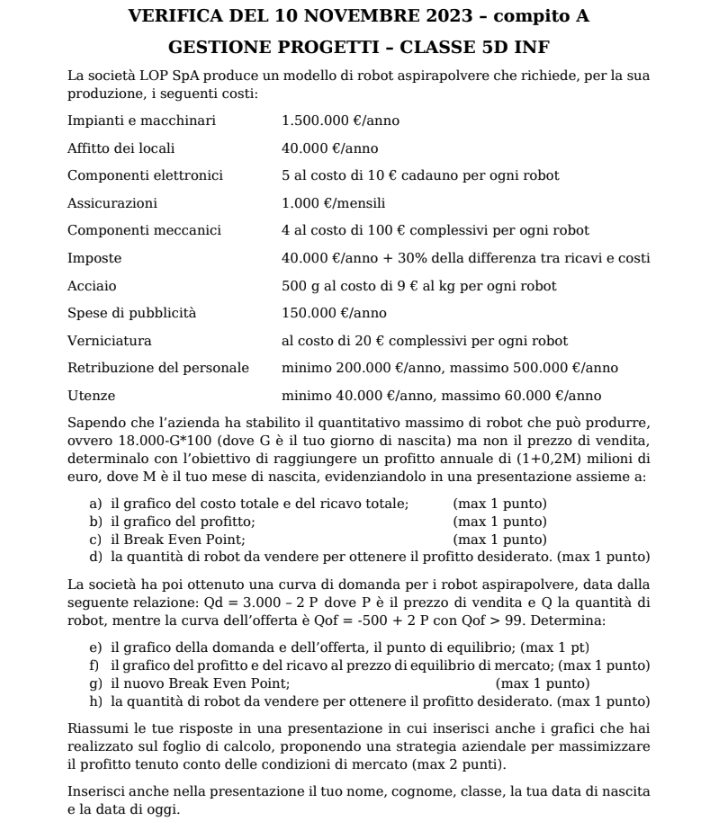 VERIFICA DEL 10 NOVEMBRE 2023 – compito A
GESTIONE PROGETTI – CLASSE 5D INF
La società LOP SpA produce un modello di robot aspirapolvere che richiede, per la sua
produzione, i seguenti costi:
Impianti e macchinari 1.500.000 €/anno
Affitto dei locali 40.000 €/anno
Componenti elettronici 5 al costo di 10 € cadauno per ogni robot
Assicurazioni 1.000 €/mensili
Componenti meccanici 4 al costo di 100 € complessivi per ogni robot
Imposte 40.000 €/anno + 30% della differenza tra ricavi e costi
Acciaio 500 g al costo di 9 € al kg per ogni robot
Spese di pubblicità 150.000 €/anno
Verniciatura al costo di 20 € complessivi per ogni robot
Retribuzione del personale minimo 200.000 €/anno, massimo 500.000 €/anno
Utenze minimo 40.000 €/anno, massimo 60.000 €/anno
Sapendo che l’azienda ha stabilito il quantitativo massimo di robot che può produrre,
ovvero 18.000-G*100 (dove G è il tuo giorno di nascita) ma non il prezzo di vendita,
determinalo con l’obiettivo di raggiungere un profitto annuale di (1+0,2M) milioni di
euro, dove M è il tuo mese di nascita, evidenziandolo in una presentazione assieme a:
a) il grafico del costo totale e del ricavo totale; (max 1 punto)
b) il grafico del profitto; (max 1 punto)
c) il Break Even Point; (max 1 punto)
d) la quantità di robot da vendere per ottenere il profitto desiderato. (max 1 punto)
La società ha poi ottenuto una curva di domanda per i robot aspirapolvere, data dalla
seguente relazione: Qd = 3.000 – 2 P dove P è il prezzo di vendita e Q la quantità di
robot, mentre la curva dell’offerta è Qof = -500 + 2 P con Qof > 99. Determina:
e) il grafico della domanda e dell’offerta, il punto di equilibrio; (max 1 pt)
f) il grafico del profitto e del ricavo al prezzo di equilibrio di mercato; (max 1 punto)
g) il nuovo Break Even Point; (max 1 punto)
h) la quantità di robot da vendere per ottenere il profitto desiderato. (max 1 punto)
Riassumi le tue risposte in una presentazione in cui inserisci anche i grafici che hai
realizzato sul foglio di calcolo, proponendo una strategia aziendale per massimizzare
il profitto tenuto conto delle condizioni di mercato (max 2 punti).
Inserisci anche nella presentazione il tuo nome, cognome, classe, la tua data di nascita
e la data di oggi.